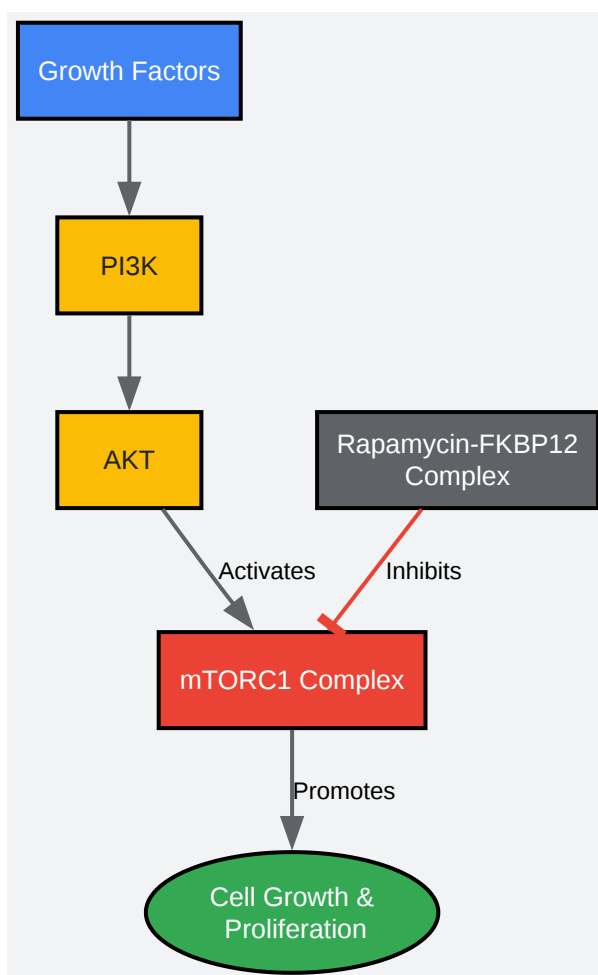 Growth Factors
PI3K
AKT
Rapamycin-FKBP12
Complex
Activates
Inhibits
mTORC1 Complex
Promotes
Cell Growth &
Proliferation